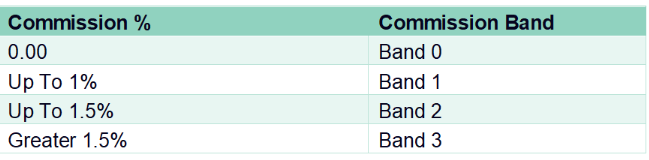 Commission % Commission Band
0.00 Band 0
Up To 1% Band 1
Up To 1.5% Band 2
Greater 1.5% Band 3